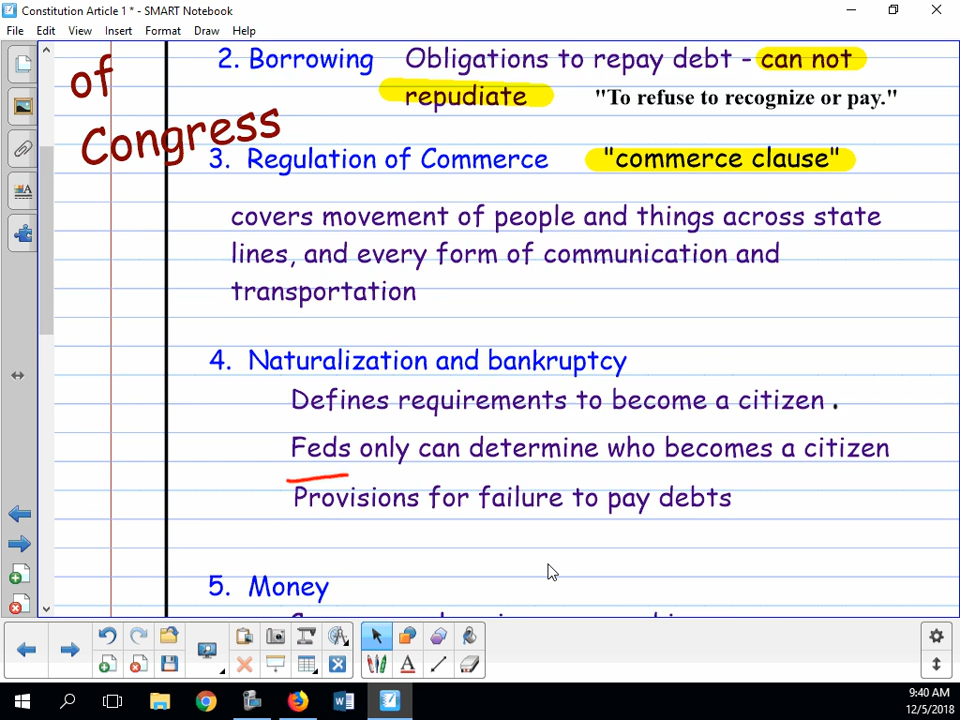 Constitution Article 1 * - SMART Notebook
File Edit View Insert Format Draw Help
of
Congress
2. Borrowing Obligations to repay debt - can not
repudiate "To refuse to recognize or pay."
3. Regulation of Commerce "commerce clause"
covers movement of people and things across state
lines, and every form of communication and
transportation
4. Naturalization and bankruptcy
Defines requirements to become a citizen .
Feds only can determine who becomes a citizen
Provisions for failure to pay debts
5. Money
9:40 AM
12/5/2018